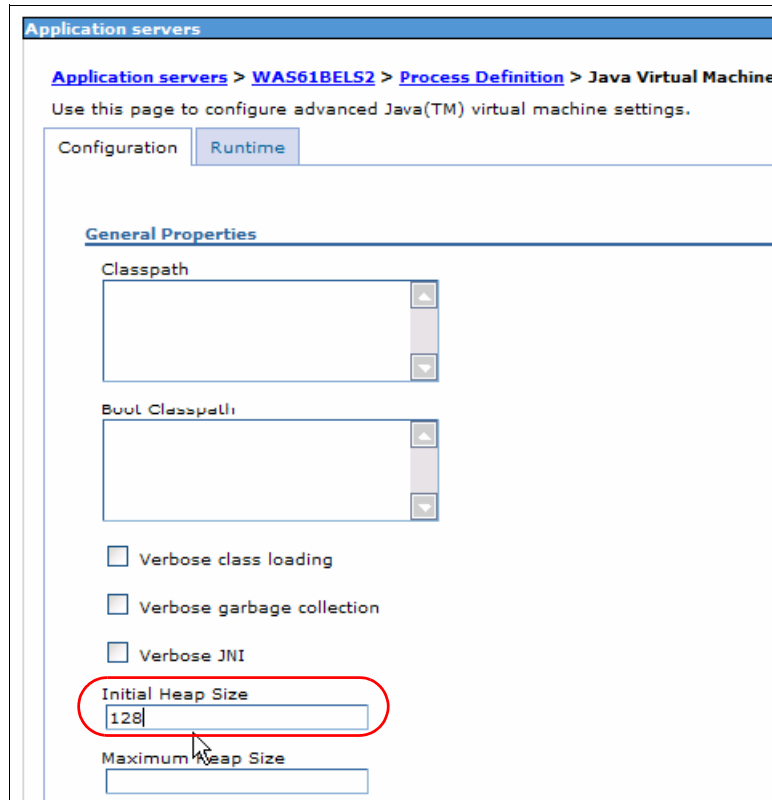 Application servers
Application servers > WAS61BELS2 > Process Definition > Java Virtual Machine
Use this page to configure advanced Java(TM) virtual machine settings.
Configuration Runtime
General Properties
Classpath
Boot Classpath
Verbose class loading
Verbose garbage collection
Verbose JNI
Initial Heap Size
128
Maximum Heap Size